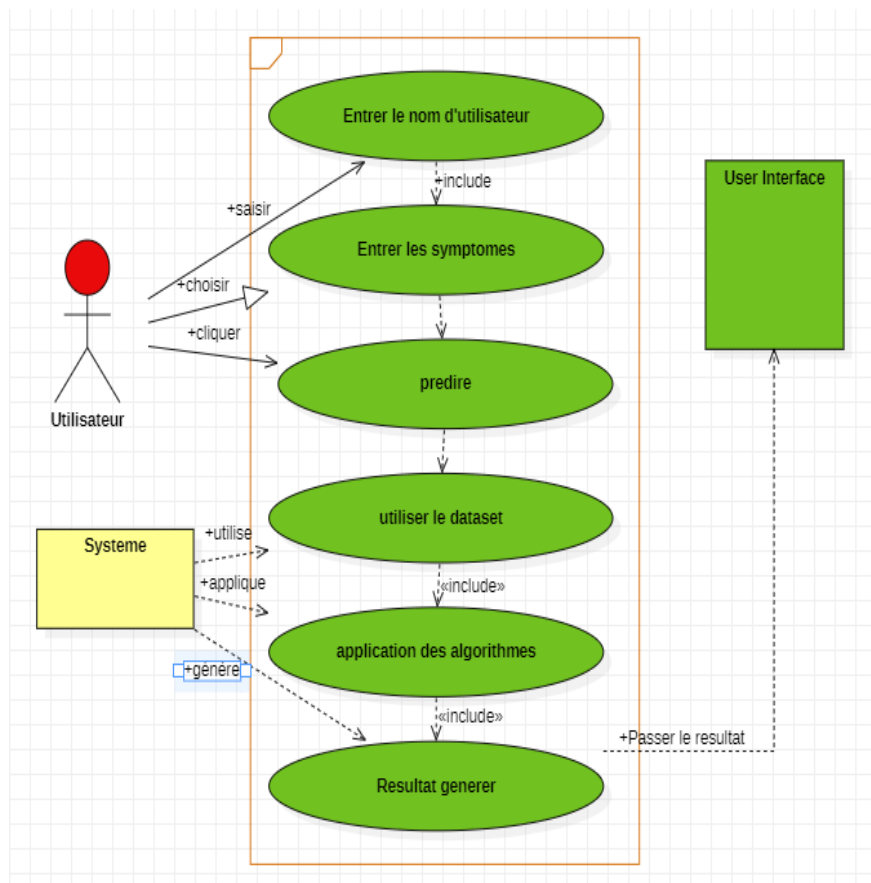 Entrer le nom d'utilisateur
+include
User Interface
+saisir
Entrer les symptomes
+choisir
+cliquer
predire
Utilisateur
utiliser le dataset
+utilise
Systeme
+applique
«include»
application des algorithmes
+génére
«include»
+Passer le resultat
Resultat generer